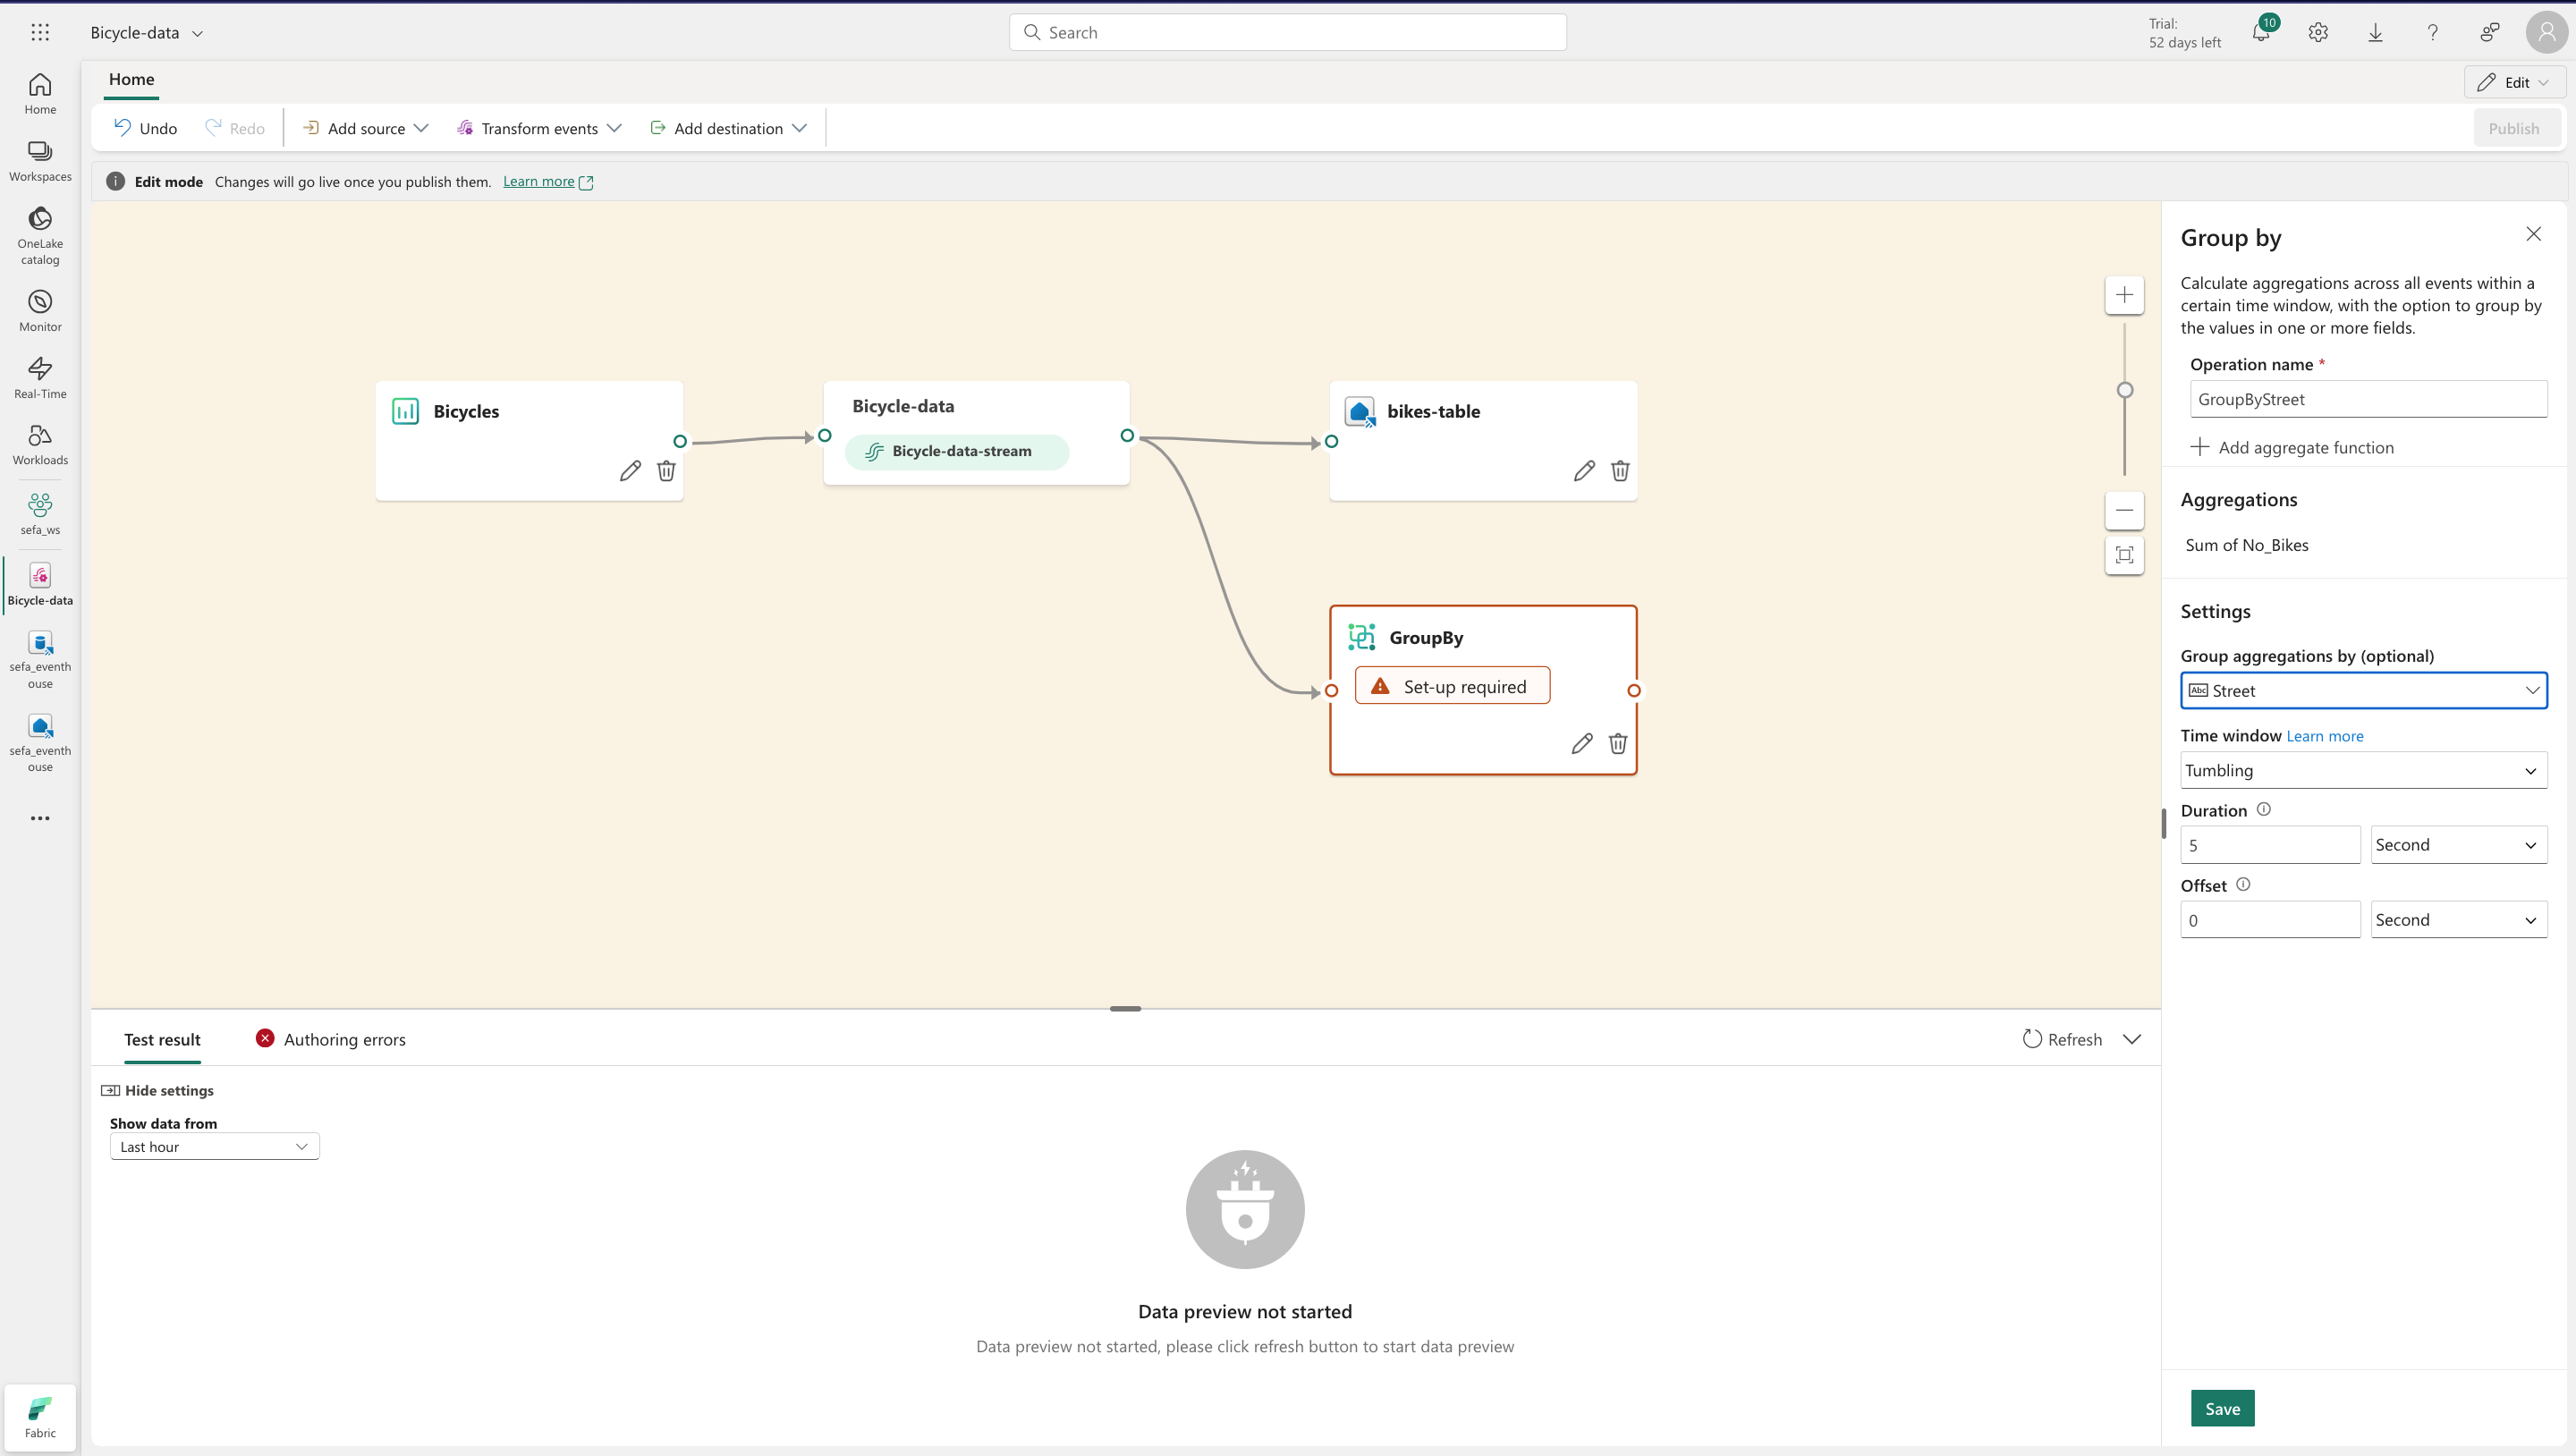 Bicycle-data
Search
Trial:
52 days left
10
Home
Edit
Undo
Redo
Add source
Transform events
Add destination
Publish
Edit mode
Changes will go live once you publish them.
Learn more
Home
Workspaces
OneLake
catalog
Monitor
Real-Time
Workloads
sefa_ws
Bicycle-data
sefa_eventh
ouse
sefa_eventh
ouse
Fabric
Bicycles
Bicycle-data
Bicycle-data-stream
bikes-table
GroupBy
Set-up required
Group by
Calculate aggregations across all events within a
certain time window, with the option to group by
the values in one or more fields.
Operation name *
GroupByStreet
Add aggregate function
Aggregations
Sum of No_Bikes
Settings
Group aggregations by (optional)
Abc Street
Time window Learn more
Tumbling
Duration
5
Second
Offset
0
Second
Save
Test result
Authoring errors
Refresh
Hide settings
Show data from
Last hour
Data preview not started
Data preview not started, please click refresh button to start data preview